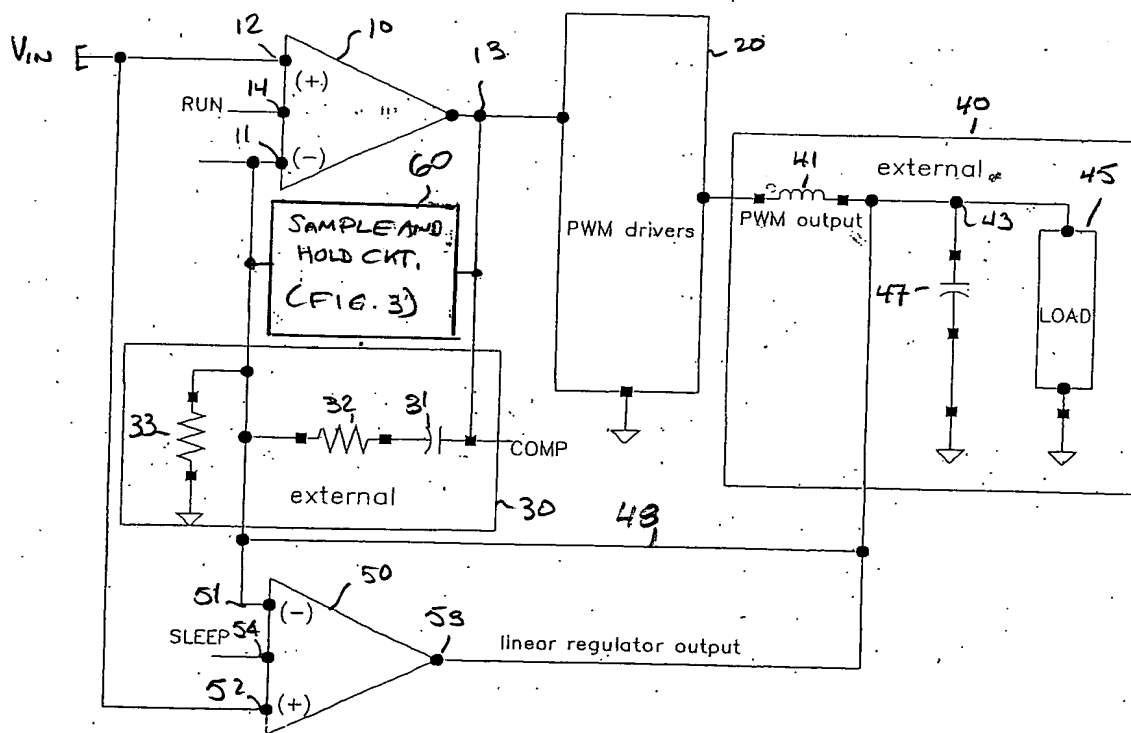 VIN
12
10
13
20
(+)
14
RUN
11
(-)
60
SAMPLE AND
HOLD CKT.
(FIG. 3)
PWM drivers
40
external
41
45
PWM output
43
47
LOAD
33
32
31
COMP
external
30
48
50
51
(-)
SLEEP
54
53
linear regulator output
52
(+)